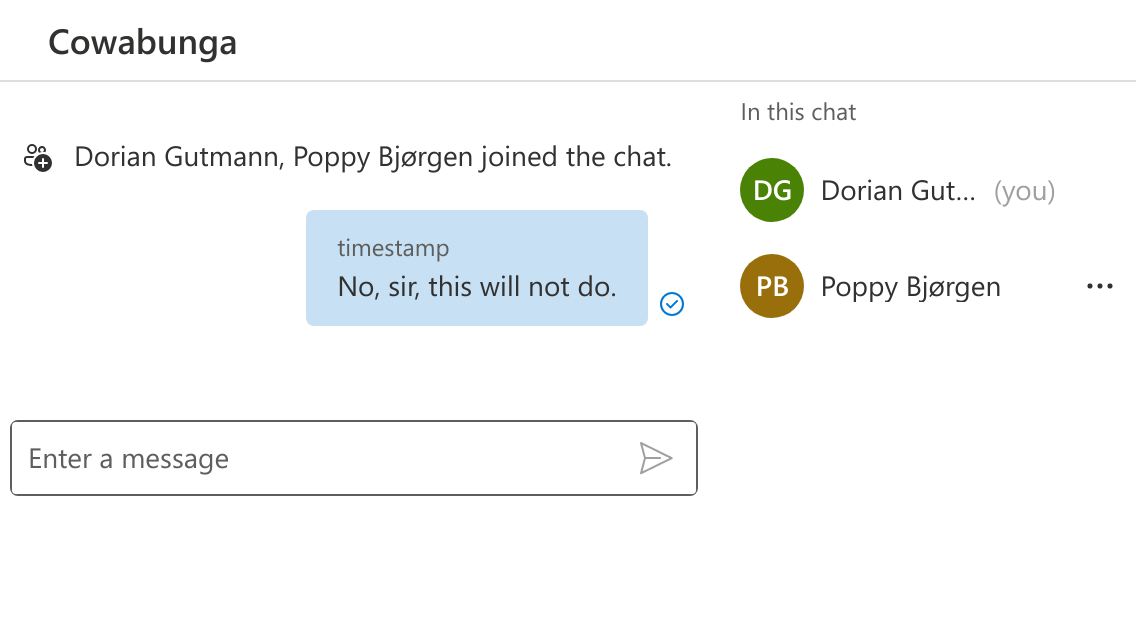 Cowabunga
In this chat
Dorian Gutmann, Poppy Bjørgen joined the chat.
DG
Dorian Gut... (you)
timestamp
No, sir, this will not do.
PB
Poppy Bjørgen
Enter a message